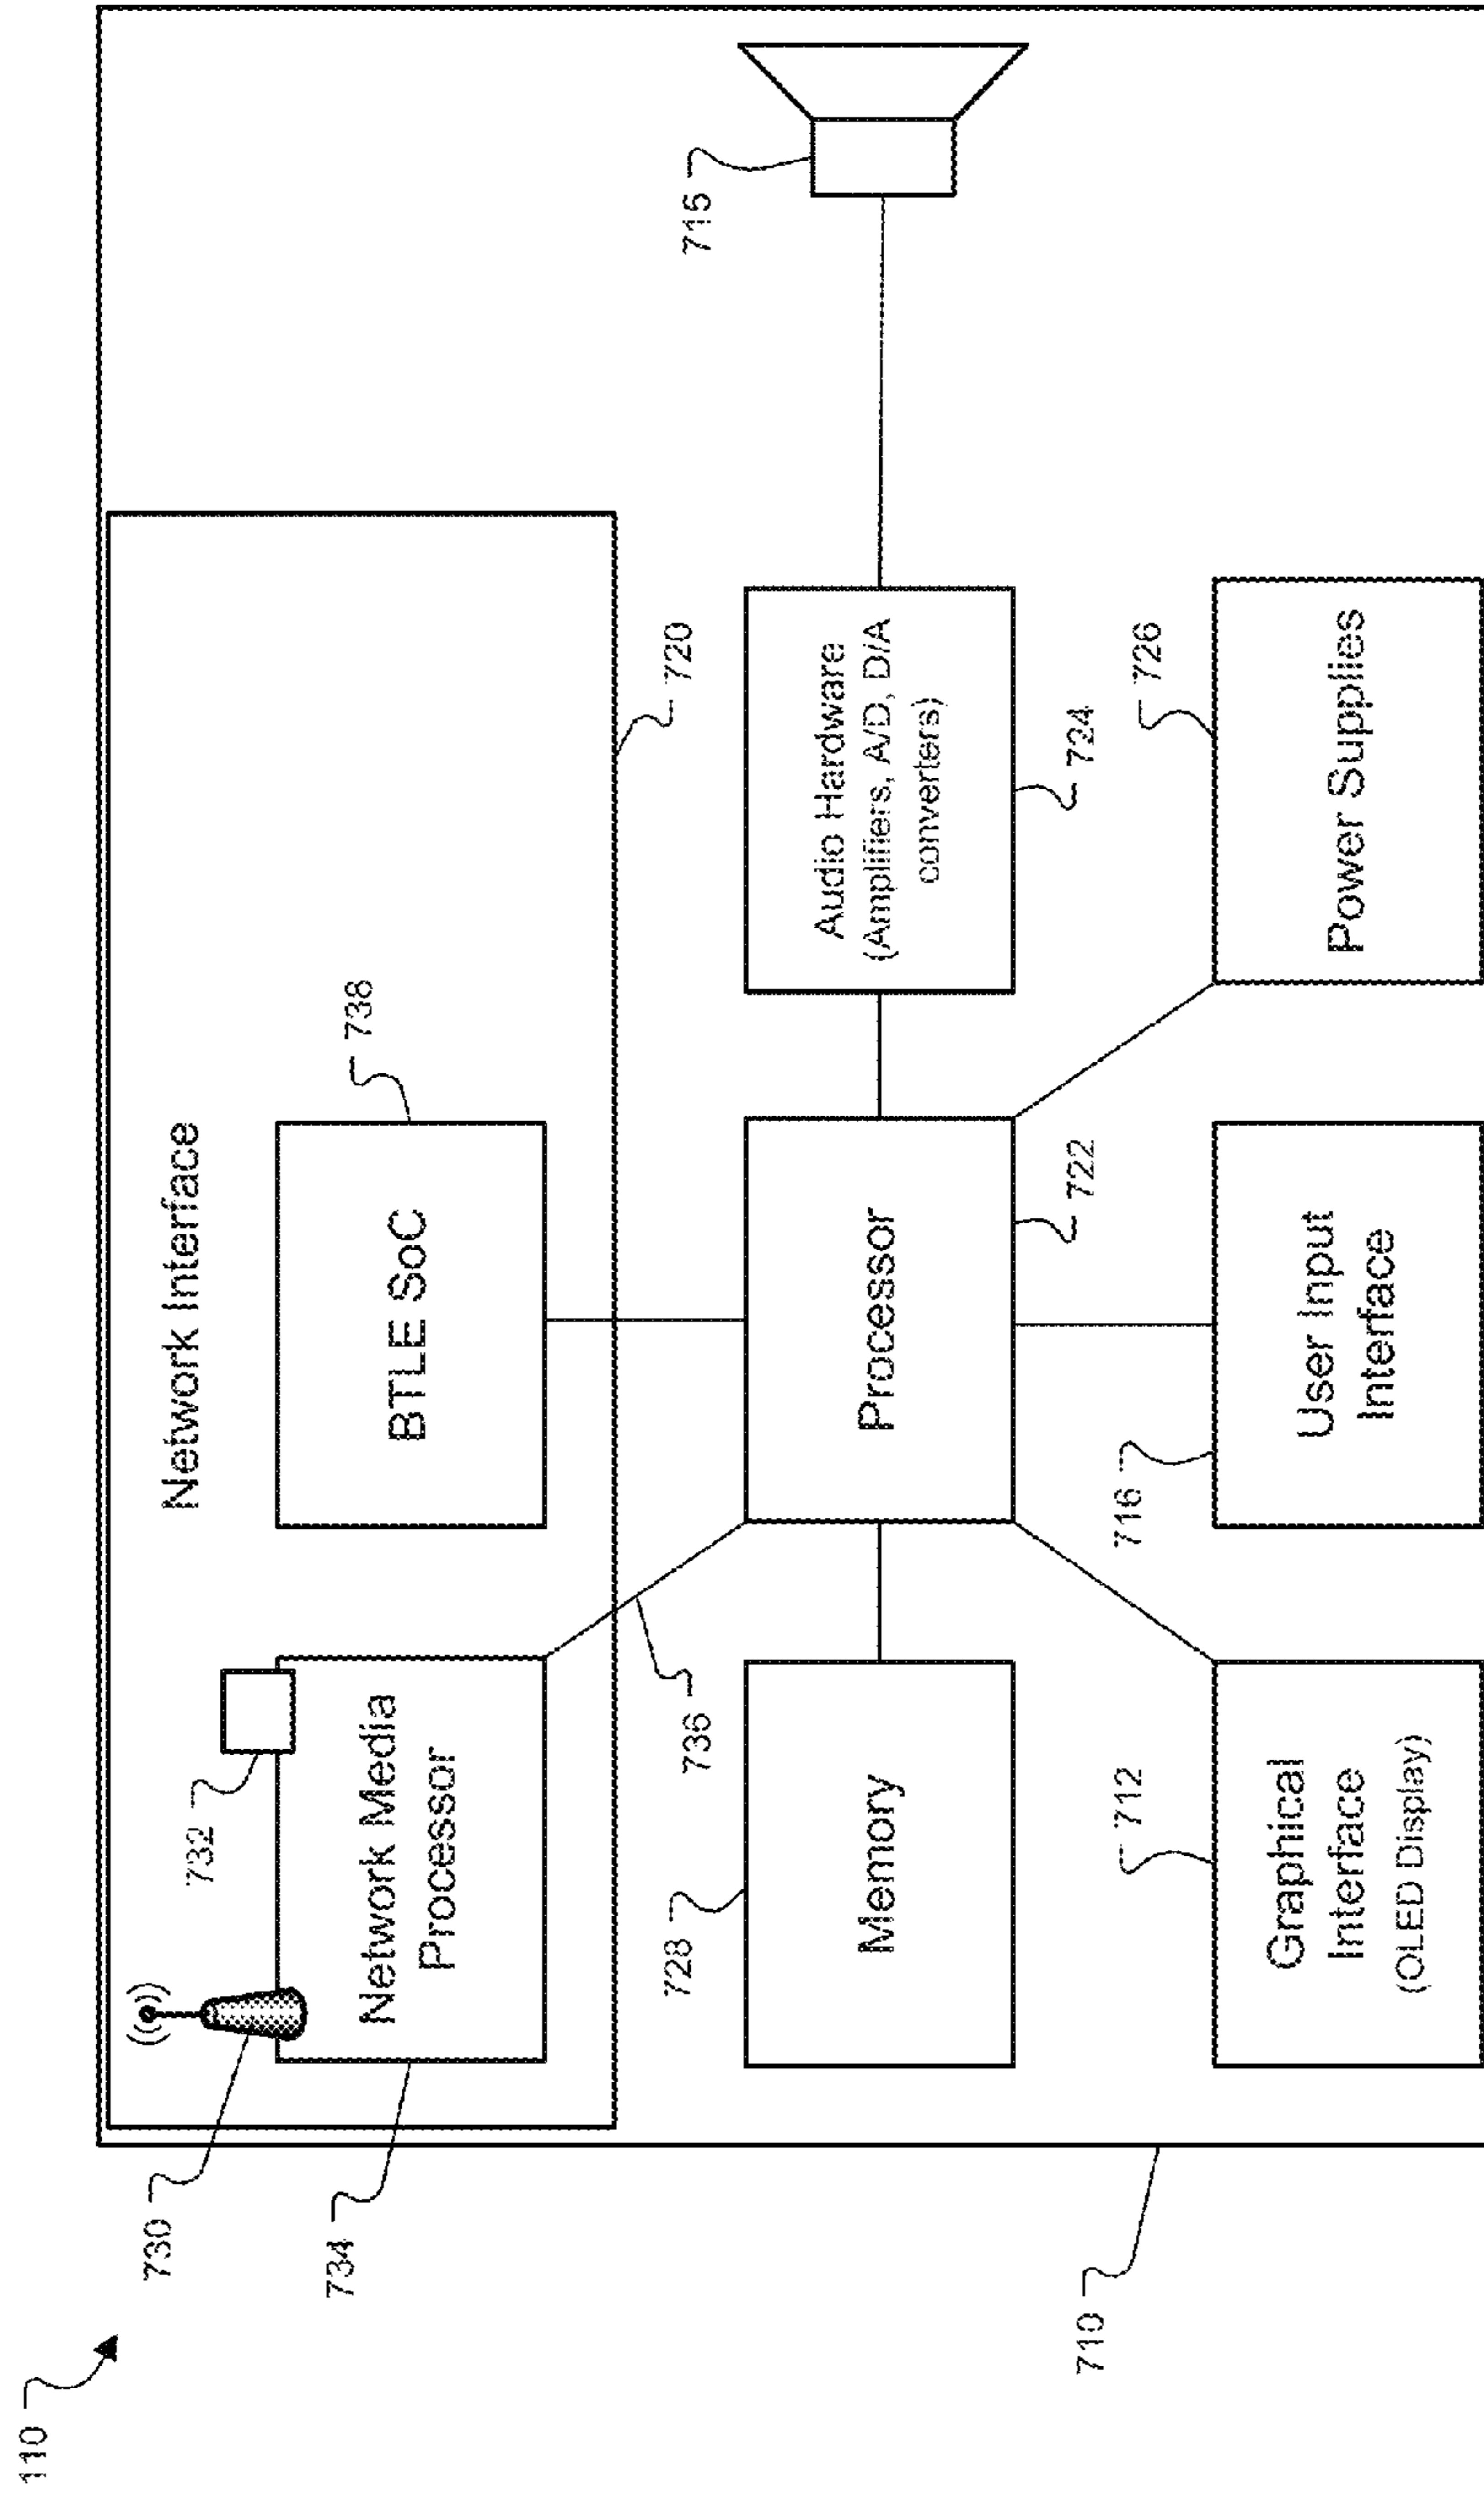 110
730
732
Network Interface
734
738
Network Media
Processor
BTLE SoC
728
736
720
715
Memory
Processor
Audio Hardware
(Amplifiers, A/D, D/A
converters)
722
724
710
712
716
726
Graphical
Interface
(OLED Display)
User Input
Interface
Power Supplies